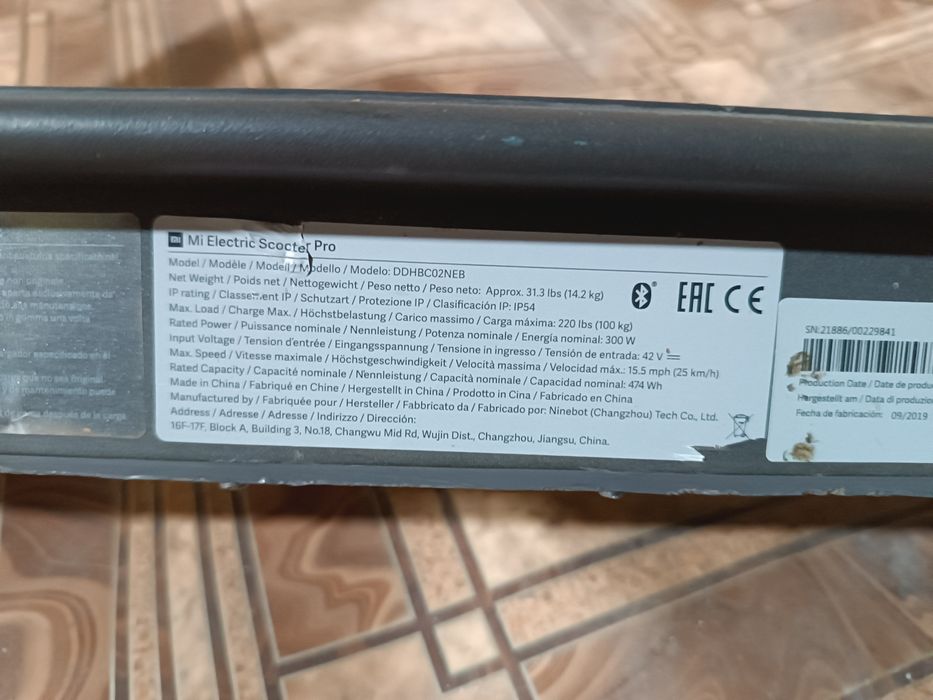 mi Mi Electric Scooter Pro
Model / Modèle / Modell / Modello / Modelo: DDHBC02NEB
Net Weight / Poids net / Nettogewicht / Peso netto / Peso neto: Approx. 31.3 lbs (14.2 kg)
IP rating / Classement IP / Schutzart / Protezione IP / Clasificación IP: IP54
Max. Load / Charge Max. / Höchstbelastung / Carico massimo / Carga máxima: 220 lbs (100 kg)
Rated Power / Puissance nominale / Nennleistung / Potenza nominale / Energía nominal: 300 W
Input Voltage / Tension d'entrée / Eingangsspannung / Tensione in ingresso / Tensión de entrada: 42 V
Max. Speed / Vitesse maximale / Höchstgeschwindigkeit / Velocità massima / Velocidad máx.: 15.5 mph (25 km/h)
Rated Capacity / Capacité nominale / Nennleistung / Capacità nominale / Capacidad nominal: 474 Wh
Made in China / Fabriqué en Chine / Hergestellt in China / Prodotto in Cina / Fabricado en China
Manufactured by / Fabriquée pour / Hersteller / Fabbricato da / Fabricado por: Ninebot (Changzhou) Tech Co., Ltd.
Address / Adresse / Adresse / Indirizzo / Dirección:
16F-17F, Block A, Building 3, No.18, Changwu Mid Rd, Wujin Dist., Changzhou, Jiangsu, China.
EAC CE
SN:21886/00229841
Production Date / Date de produ
Hergestellt am / Data di produzio
Fecha de fabricación: 09/2019